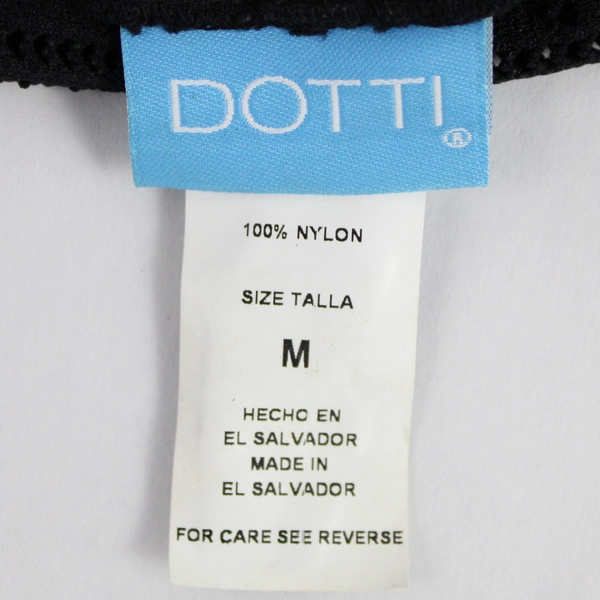 DOTTI®
100% NYLON
SIZE TALLA
M
HECHO EN
EL SALVADOR
MADE IN
EL SALVADOR
FOR CARE SEE REVERSE